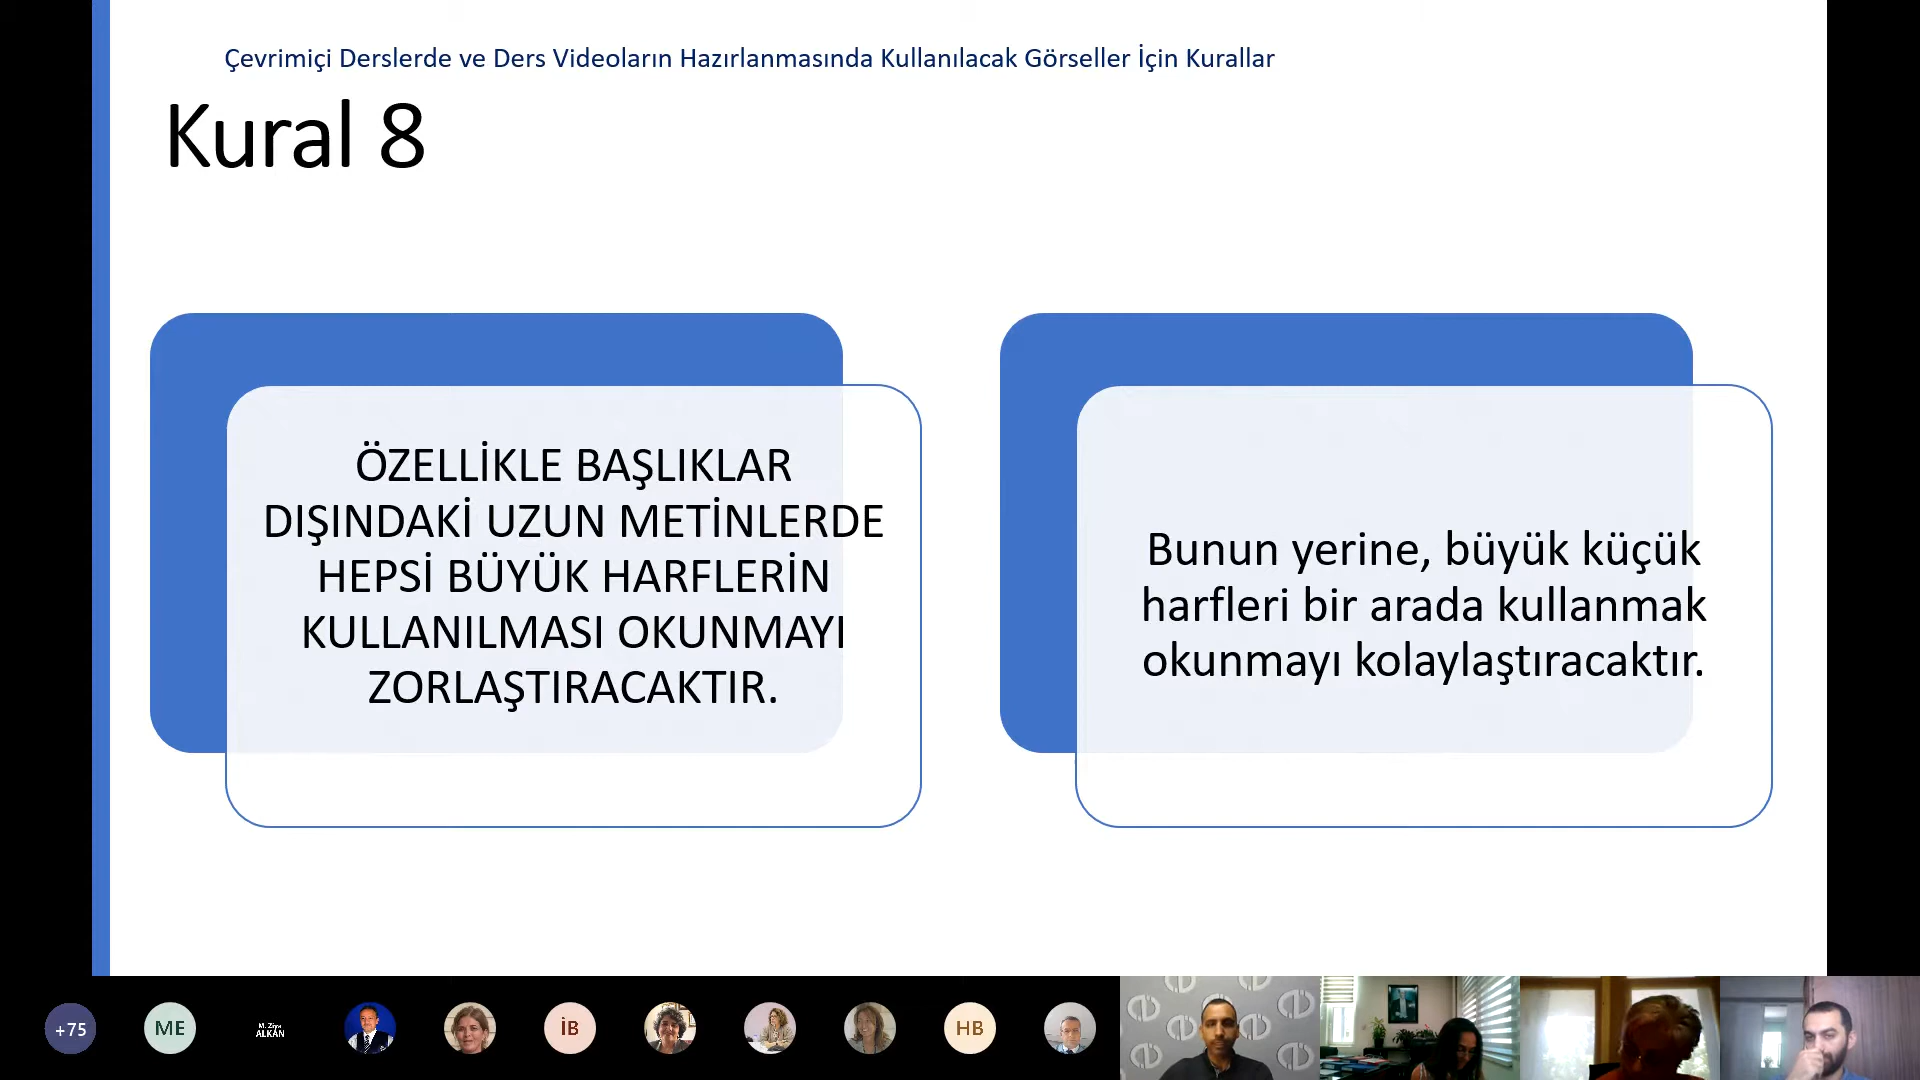 Çevrimiçi Derslerde ve Ders Videoların Hazırlanmasında Kullanılacak Görseller İçin Kurallar
Kural 8
ÖZELLİKLE BAŞLIKLAR
DIŞINDAKİ UZUN METİNLERDE
HEPSİ BÜYÜK HARFLERİN
KULLANILMASI OKUNMAYI
ZORLAŞTIRACAKTIR.
Bunun yerine, büyük küçük
harfleri bir arada kullanmak
okunmayı kolaylaştıracaktır.
+75
ME
M. Ziya
ALKAN
İB
HB